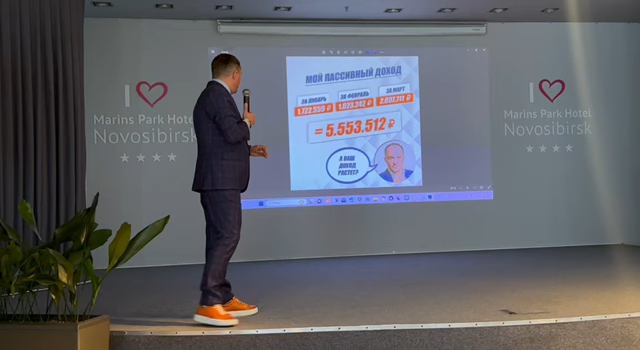 I
Marins Park Hotel
Novosibirsk
МОЙ ПАССИВНЫЙ ДОХОД
ЗА ЯНВАРЬ
ЗА ФЕВРАЛЬ
ЗА МАРТ
= 5.553.512 ₽
А ВАШ
ДОХОД
РАСТЕТ?
I
Marins Park Hotel
Novosibirsk